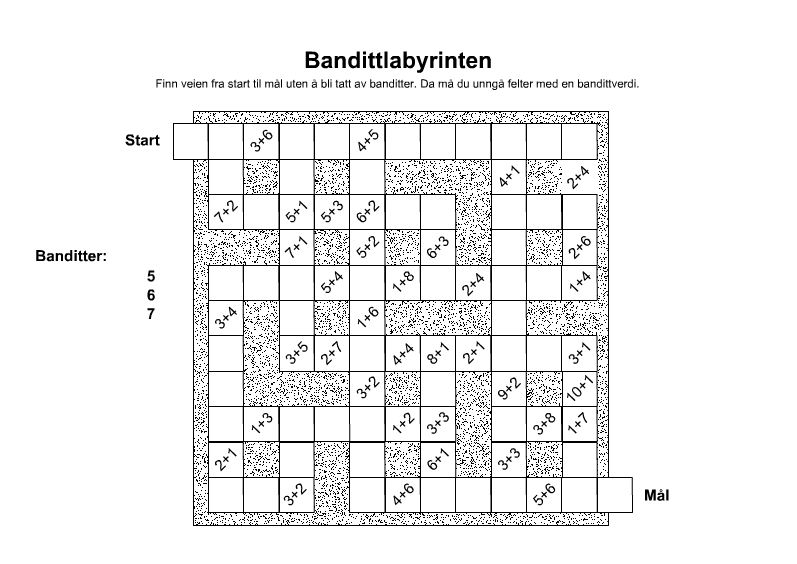 Bandittlabyrinten
Finn veien fra start til mål uten å bli tatt av banditter. Da må du unngå felter med en bandittverdi.
Start
3+6 4+5
4+1 2+4
7+2 5+1 5+3 6+2
7+1 5+2 6+3 2+6
Banditter:
5
6
7
5+4 1+8 2+4 1+4
3+4 1+6
3+5 2+7 4+4 8+1 2+1 3+1
3+2 9+2 10+1
1+3 1+2 3+3 3+8 1+7
2+1 6+1 3+3
3+2 4+6 5+6
Mål